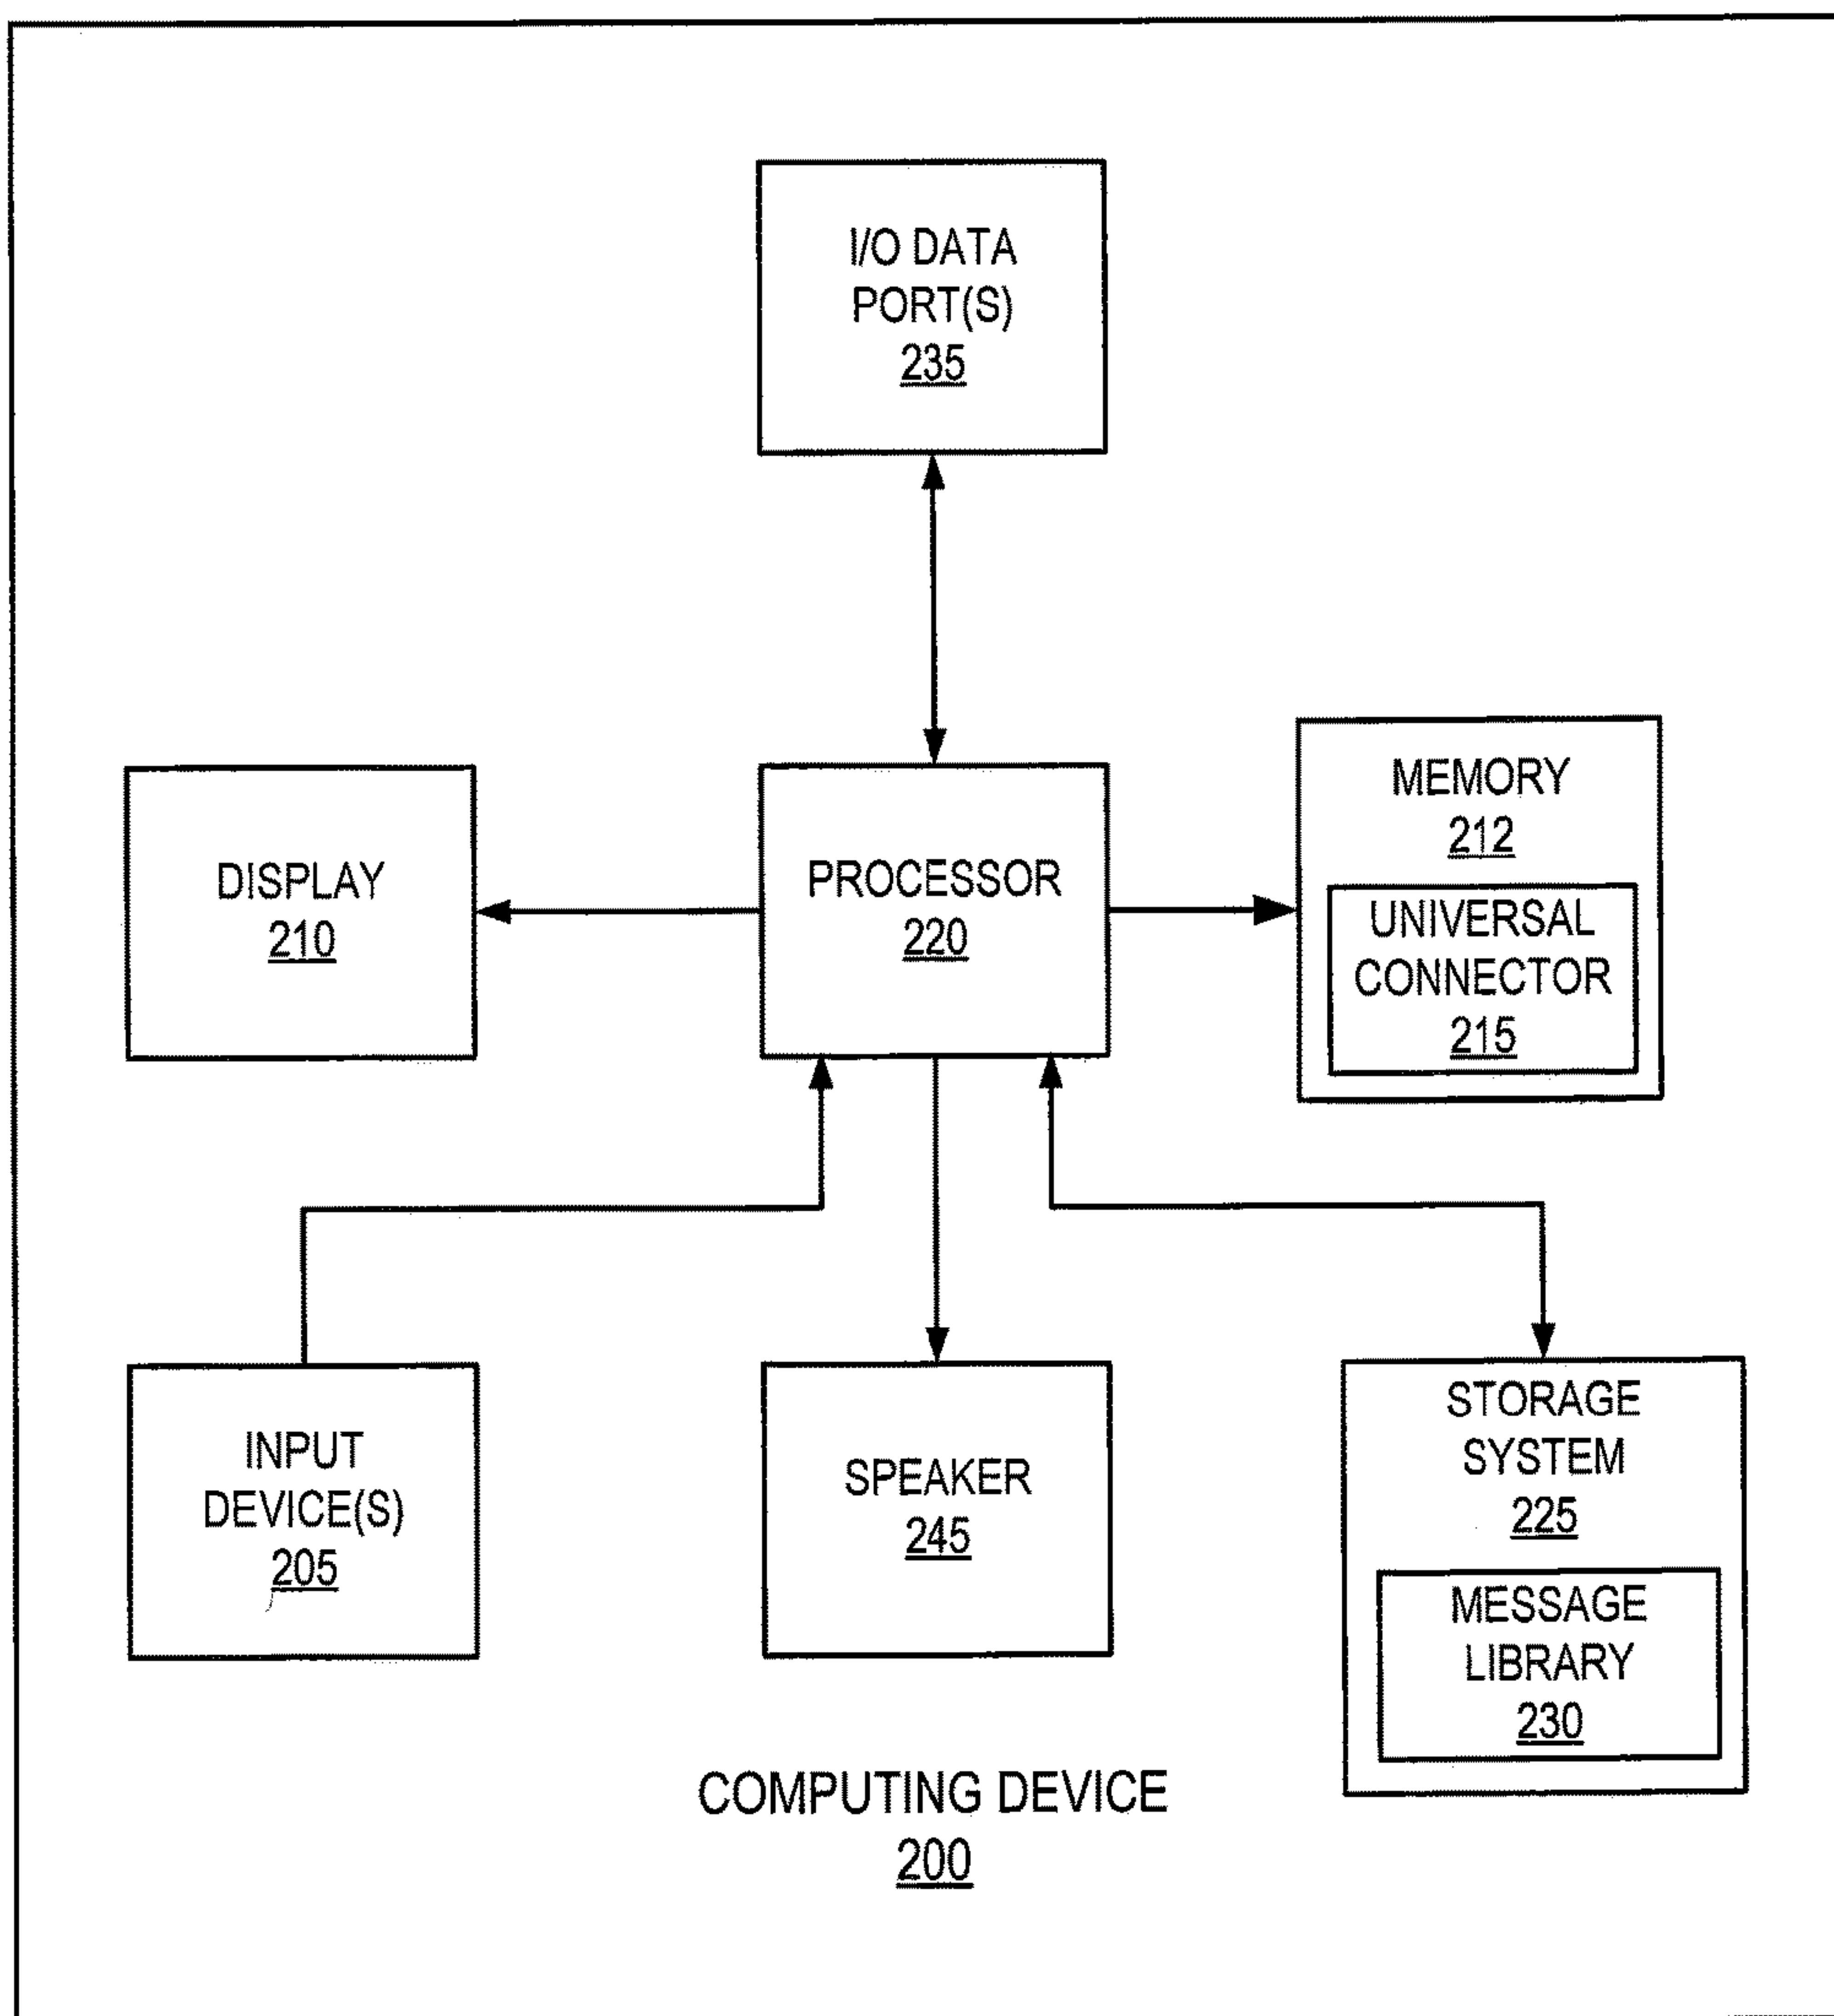 I/O DATA
PORT(S)
235
DISPLAY
210
PROCESSOR
220
MEMORY
212
UNIVERSAL
CONNECTOR
215
INPUT
DEVICE(S)
205
SPEAKER
245
STORAGE
SYSTEM
225
MESSAGE
LIBRARY
230
COMPUTING DEVICE
200